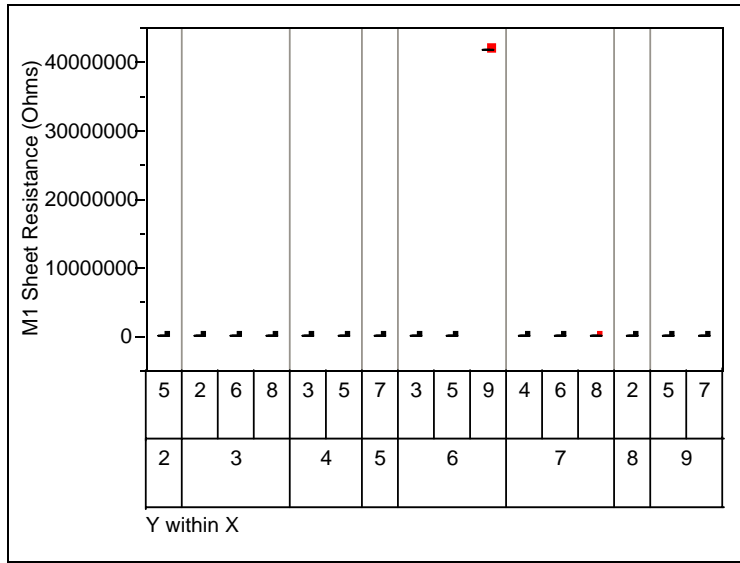 M1 Sheet Resistance (Ohms)
40000000
30000000
20000000
10000000
0
5 2 6 8 3 5 7 3 5 9 4 6 8 2 5 7
2 3 4 5 6 7 8 9
Y within X